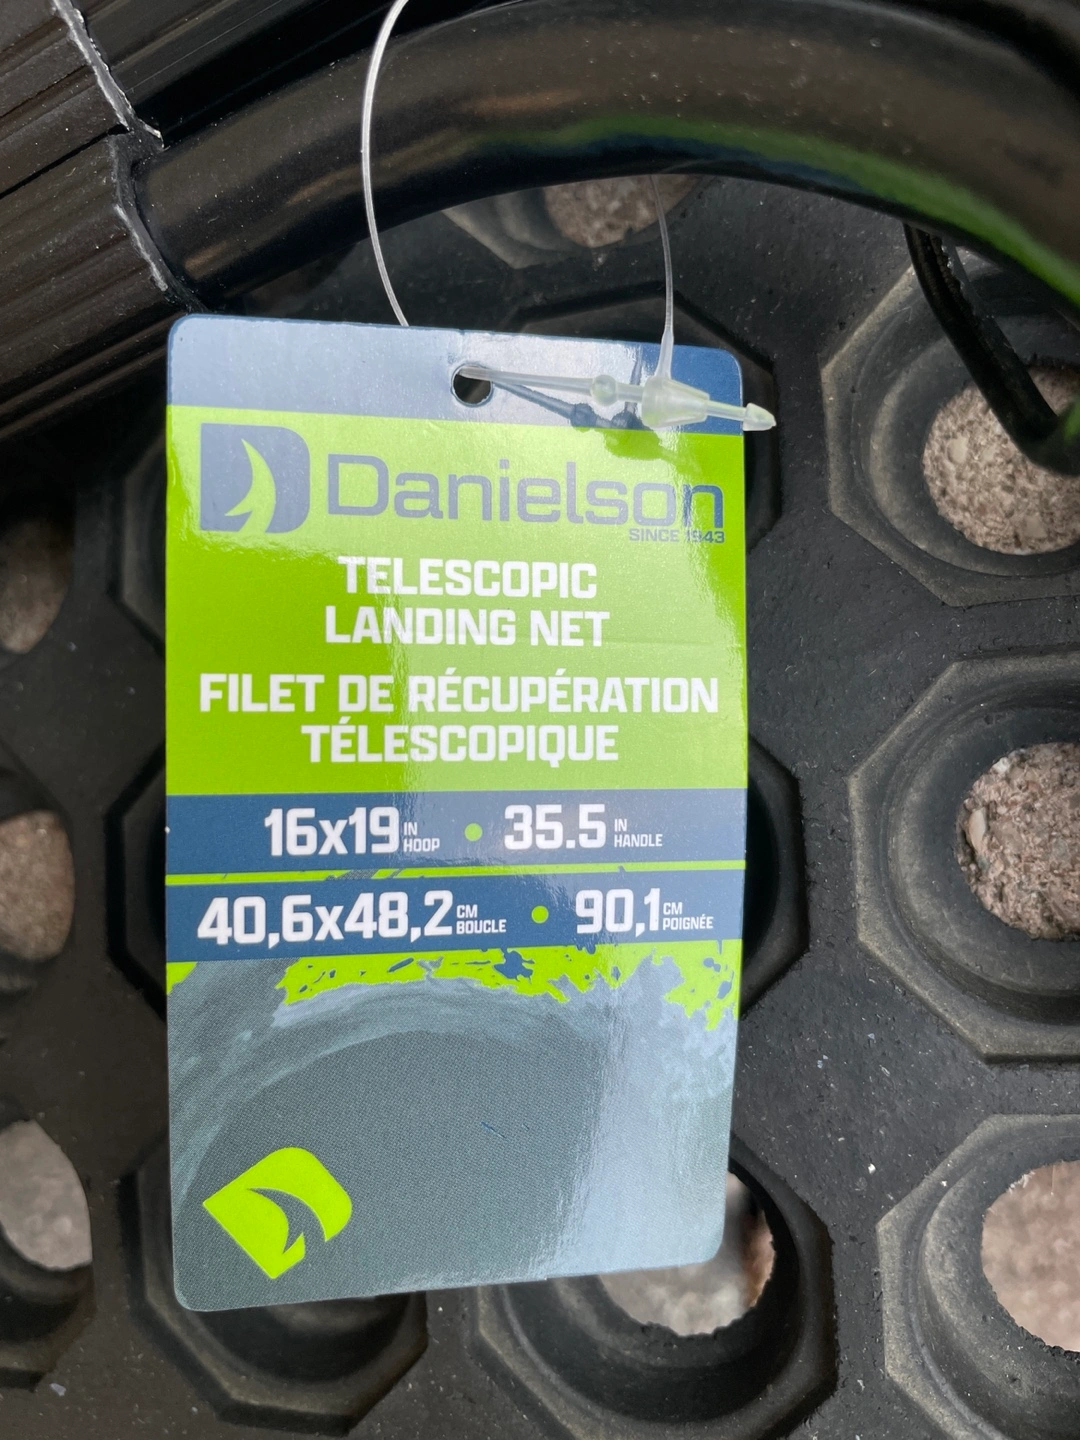 Danielson
SINCE 1943
TELESCOPIC
LANDING NET
FILET DE RÉCUPÉRATION
TÉLESCOPIQUE
16x19 IN HOOP • 35.5 IN HANDLE
40,6x48,2 CM BOUCLE • 90,1 CM POIGNÉE